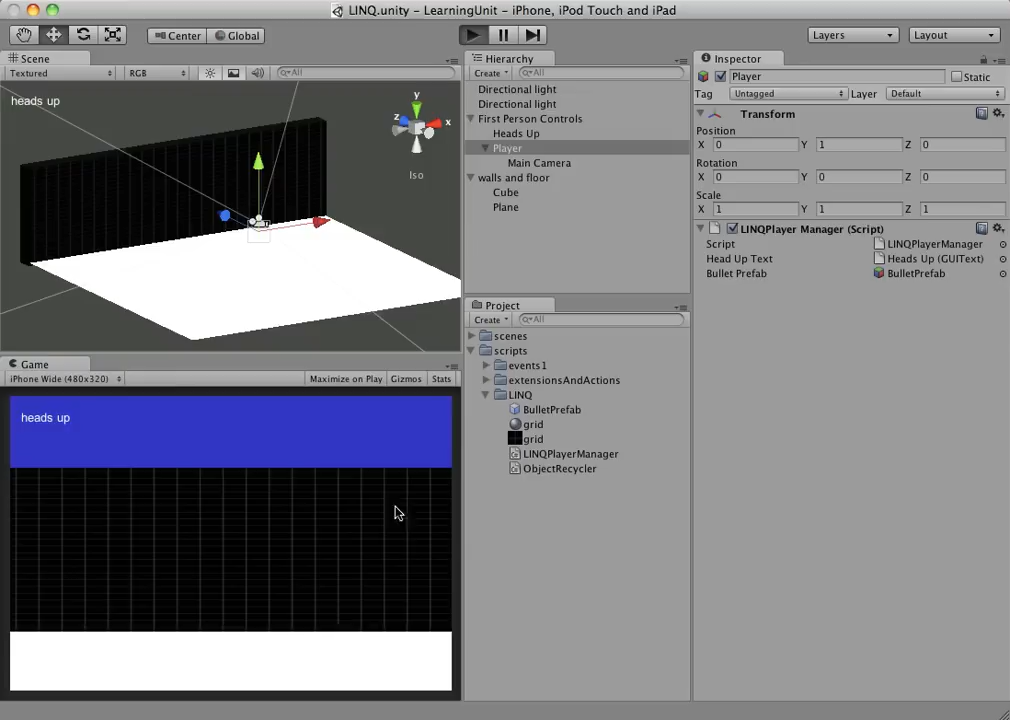 LINQ.unity - LearningUnit - iPhone, iPod Touch and iPad
Center Global Layers Layout
Scene
Textured RGB All
heads up
y
z x
Iso
Game
iPhone Wide (480x320) Maximize on Play Gizmos Stats
heads up
Hierarchy
Create All
Directional light
Directional light
First Person Controls
Heads Up
Player
Main Camera
walls and floor
Cube
Plane
Project
Create All
scenes
scripts
events1
extensionsAndActions
LINQ
BulletPrefab
grid
grid
LINQPlayerManager
ObjectRecycler
Inspector
Player Static
Tag Untagged Layer Default
Transform
Position
X 0 Y 1 Z 0
Rotation
X 0 Y 0 Z 0
Scale
X 1 Y 1 Z 1
LINQPlayer Manager (Script)
Script LINQPlayerManager
Head Up Text Heads Up (GUIText)
Bullet Prefab BulletPrefab